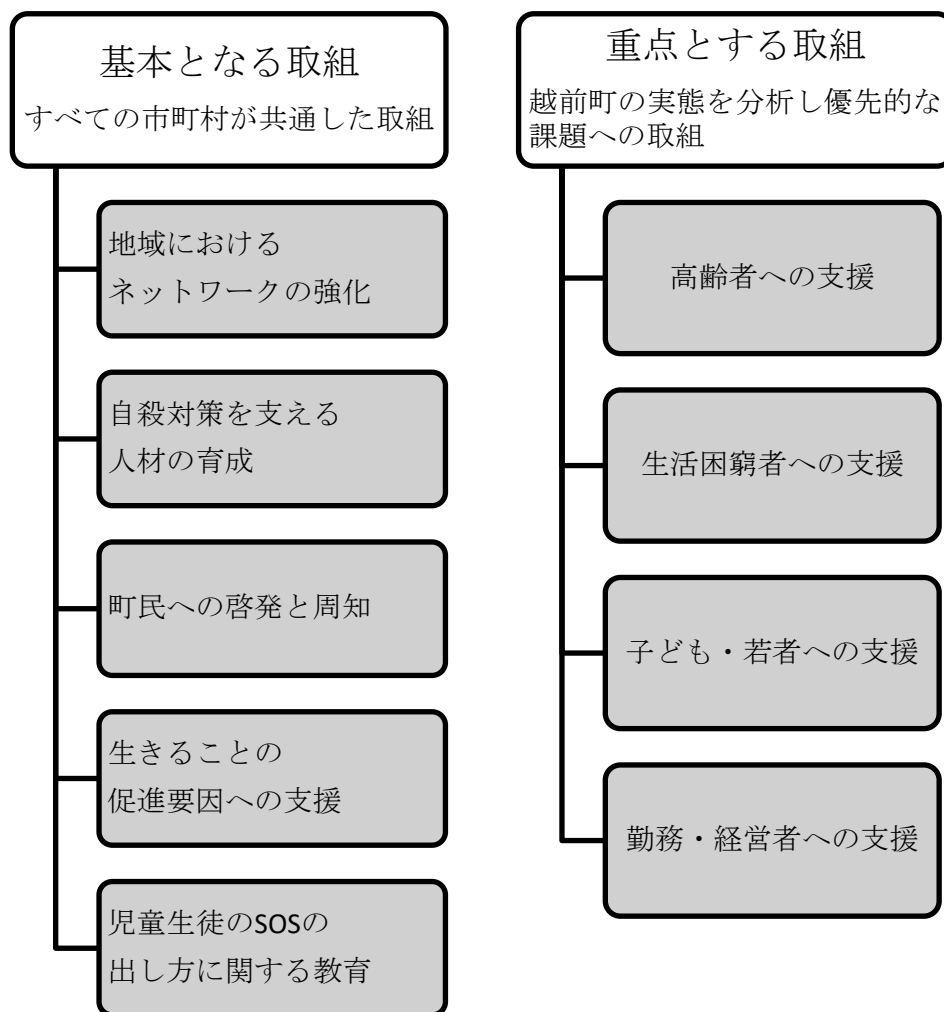 基本となる取組
すべての市町村が共通した取組
地域における
ネットワークの強化
自殺対策を支える
人材の育成
町民への啓発と周知
生きることの
促進要因への支援
児童生徒のSOSの
出し方に関する教育
重点とする取組
越前町の実態を分析し優先的な
課題への取組
高齢者への支援
生活困窮者への支援
子ども・若者への支援
勤務・経営者への支援